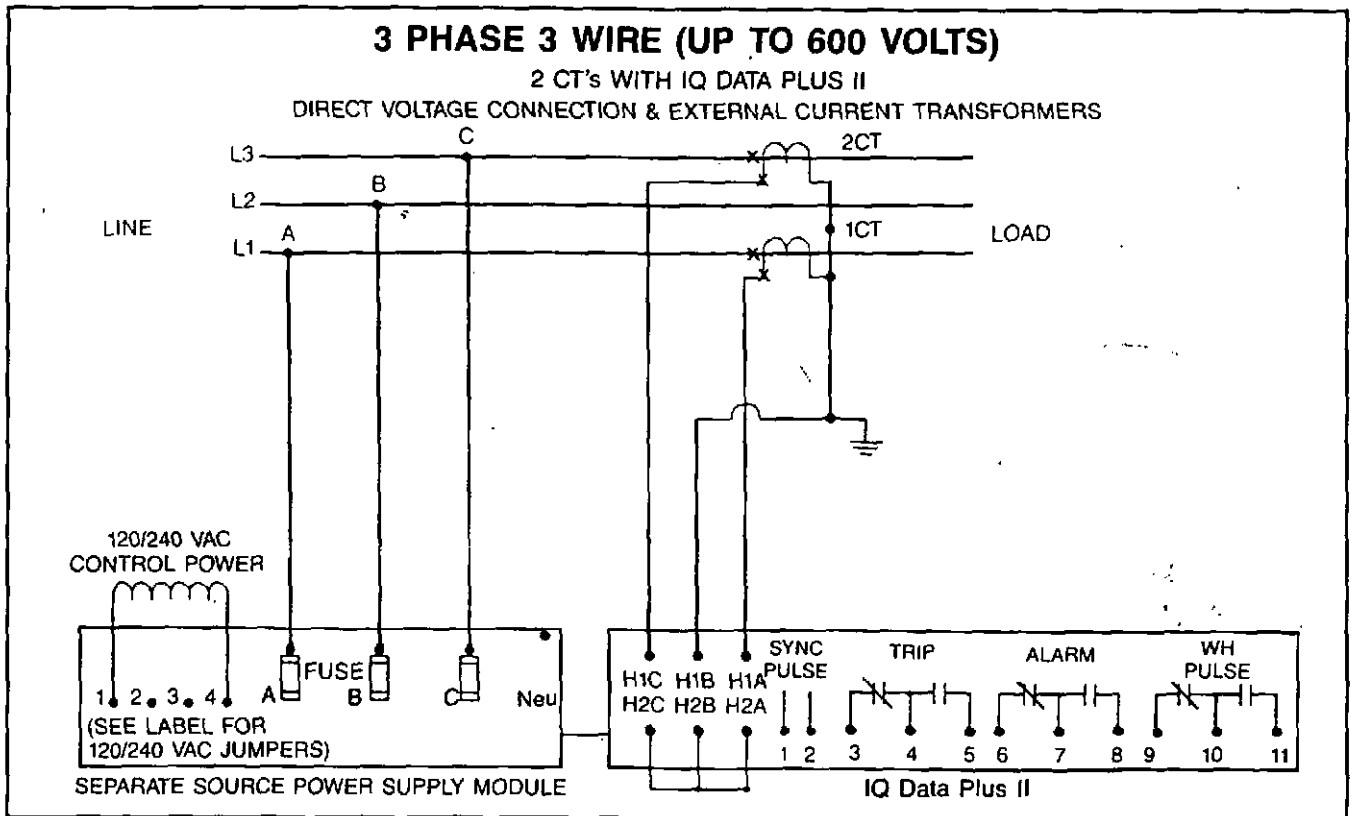 3 PHASE 3 WIRE (UP TO 600 VOLTS)
2 CT's WITH IQ DATA PLUS II
DIRECT VOLTAGE CONNECTION & EXTERNAL CURRENT TRANSFORMERS
C
2CT
L3
B
L2
LINE
A
1CT
LOAD
L1
120/240 VAC
CONTROL POWER
SYNC
PULSE
TRIP
ALARM
WH
PULSE
FUSE
H1C H1B H1A
H2C H2B H2A
1 2 3 4
A B C Neu
(SEE LABEL FOR
120/240 VAC JUMPERS)
1 2 3 4 5 6 7 8 9 10 11
SEPARATE SOURCE POWER SUPPLY MODULE
IQ Data Plus II